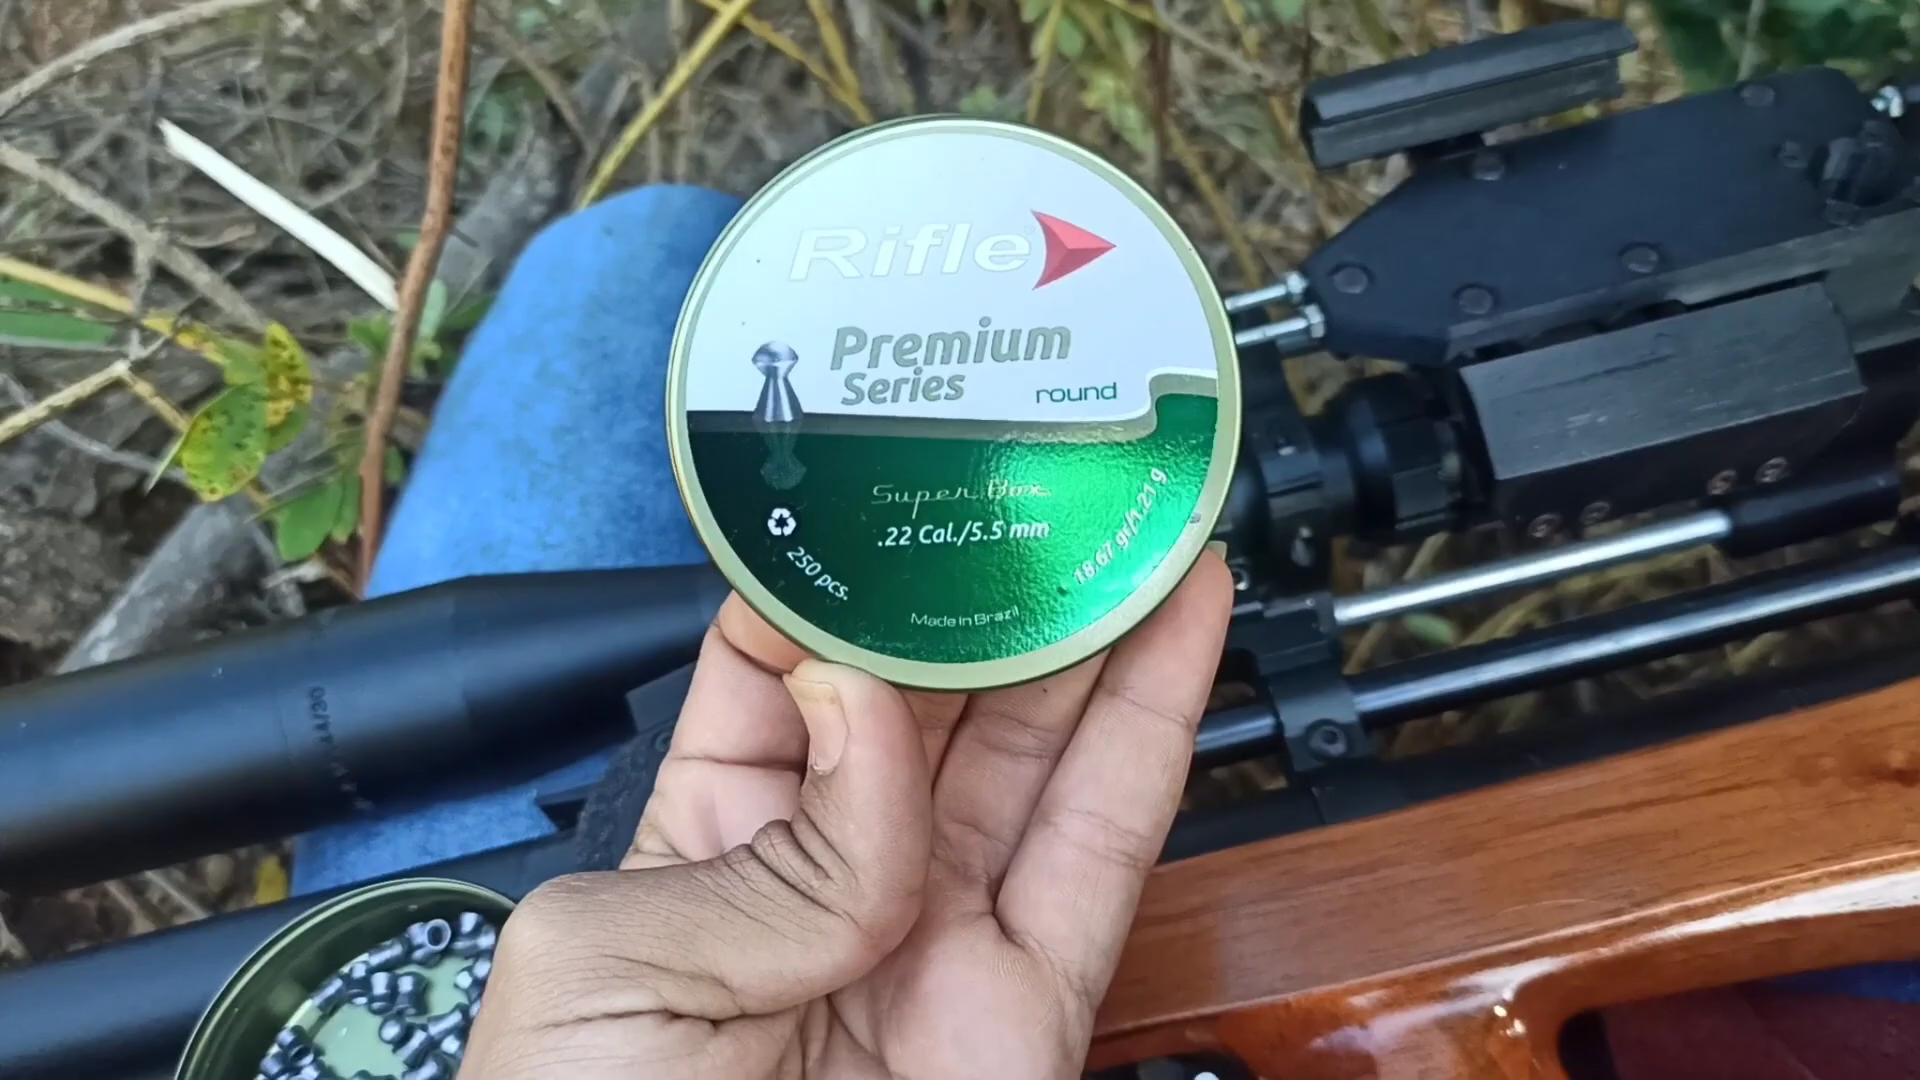 Rifle
Premium
Series
round
Super Box
.22 Cal./5.5 mm
250 pcs.
18.67 gr/1.21 g
Made in Brazil